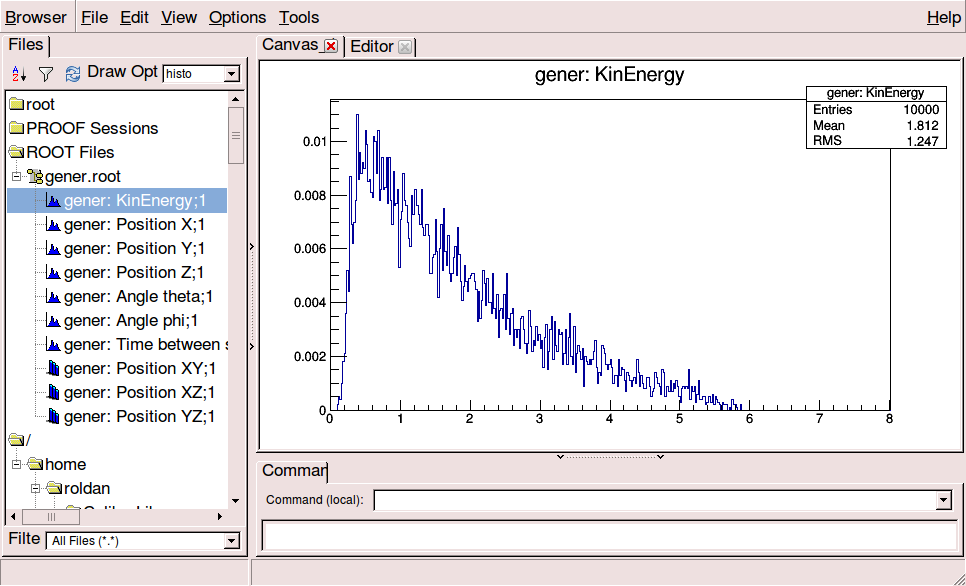 Browser File Edit View Options Tools Help
Files
Draw Opt histo
root
PROOF Sessions
ROOT Files
gener.root
gener: KinEnergy;1
gener: Position X;1
gener: Position Y;1
gener: Position Z;1
gener: Angle theta;1
gener: Angle phi;1
gener: Time between s
gener: Position XY;1
gener: Position XZ;1
gener: Position YZ;1
/
home
roldan
Filte All Files (*.*)
Canvas Editor
gener: KinEnergy
gener: KinEnergy
Entries 10000
Mean 1.812
RMS 1.247
0.01
0.008
0.006
0.004
0.002
0
0 1 2 3 4 5 6 7 8
Commar
Command (local):